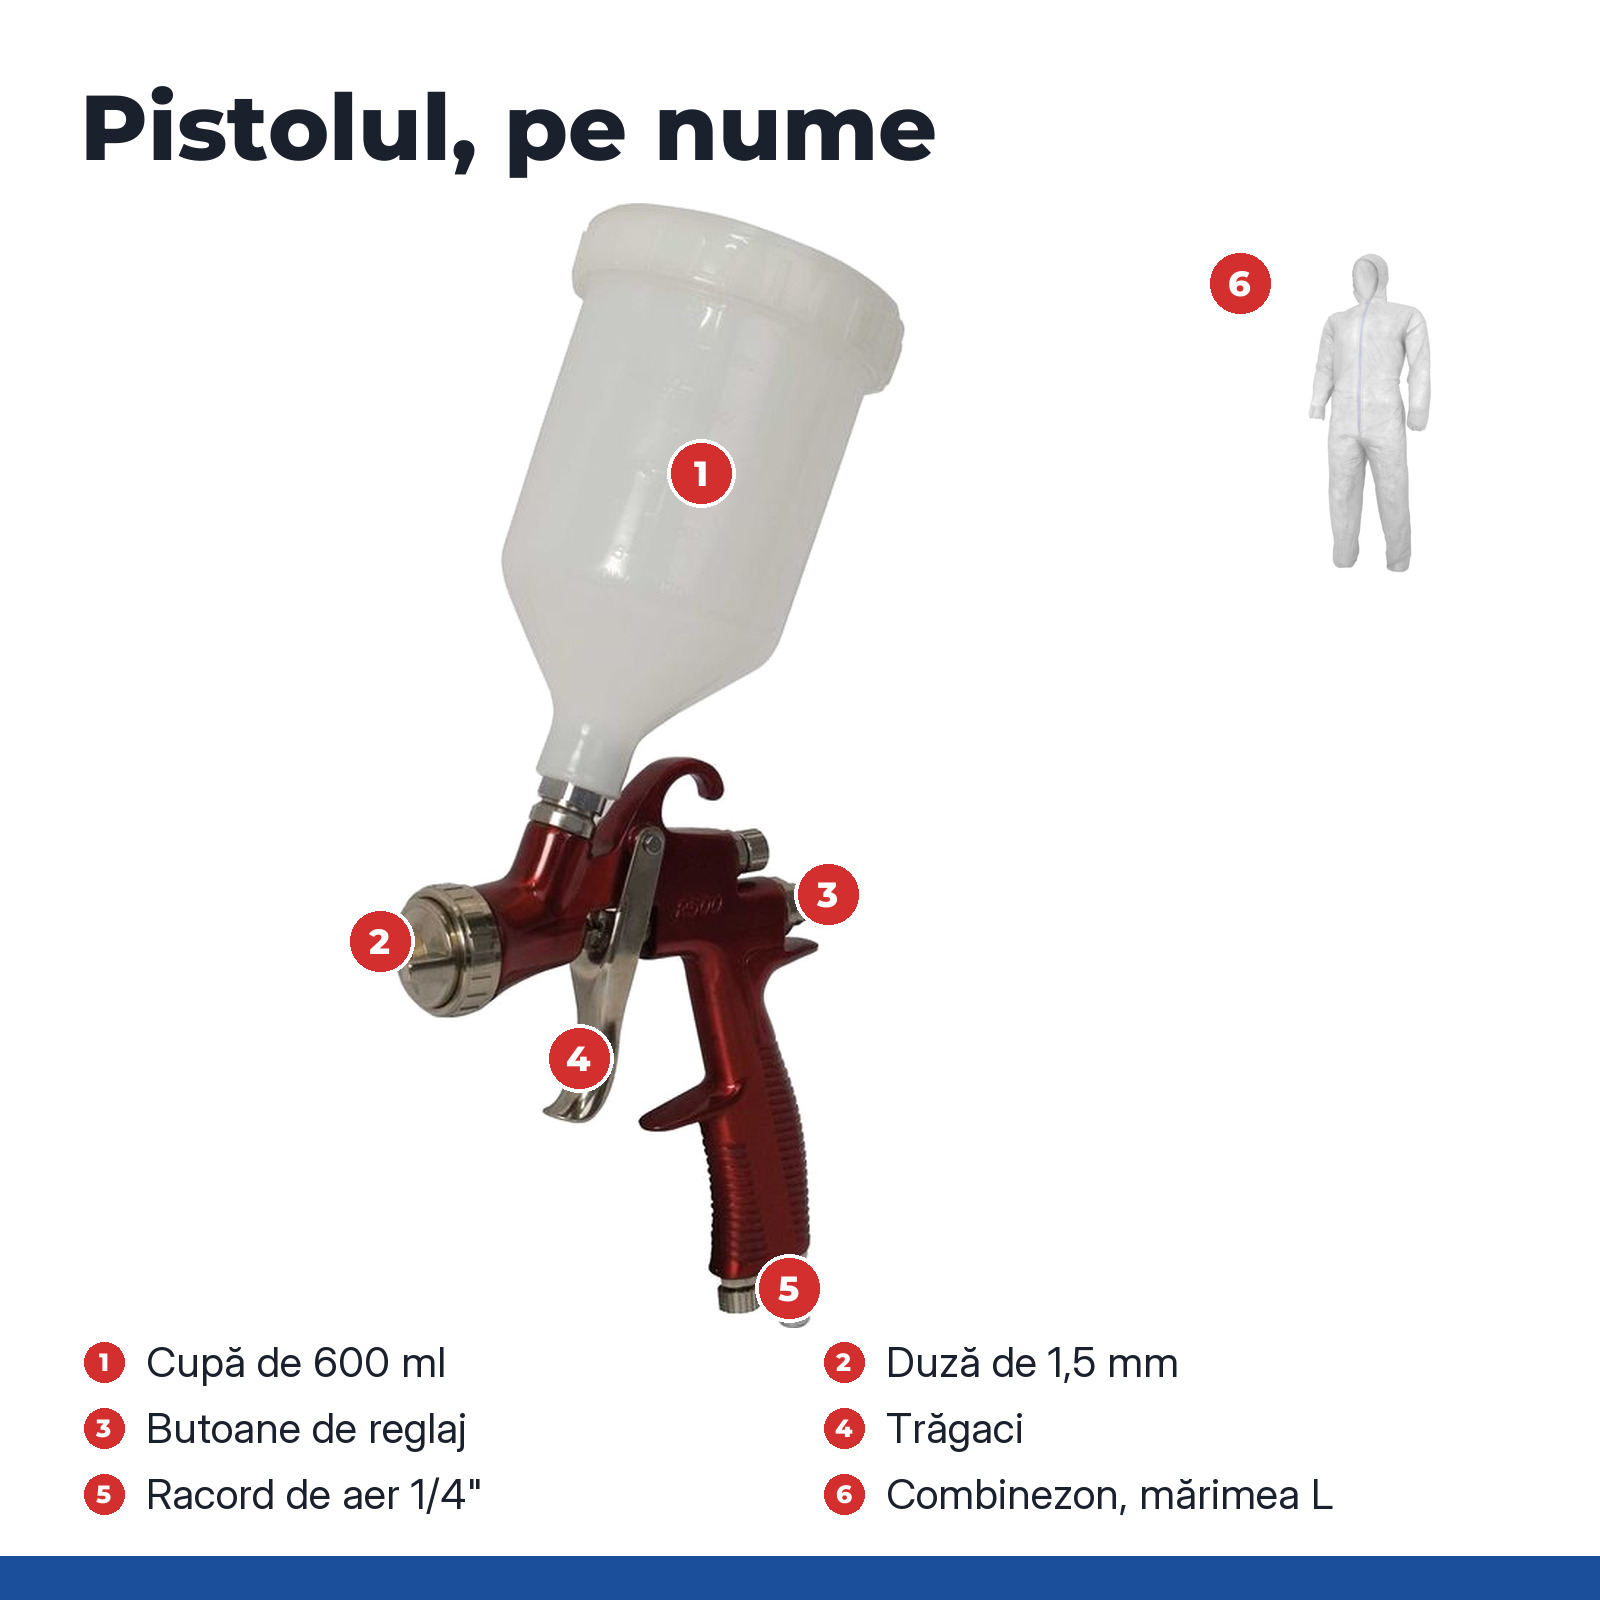 Pistolul, pe nume
6
1
2
3
4
5
R500
1 Cupă de 600 ml
2 Duză de 1,5 mm
3 Butoane de reglaj
4 Trăgaci
5 Racord de aer 1/4"
6 Combinezon, mărimea L